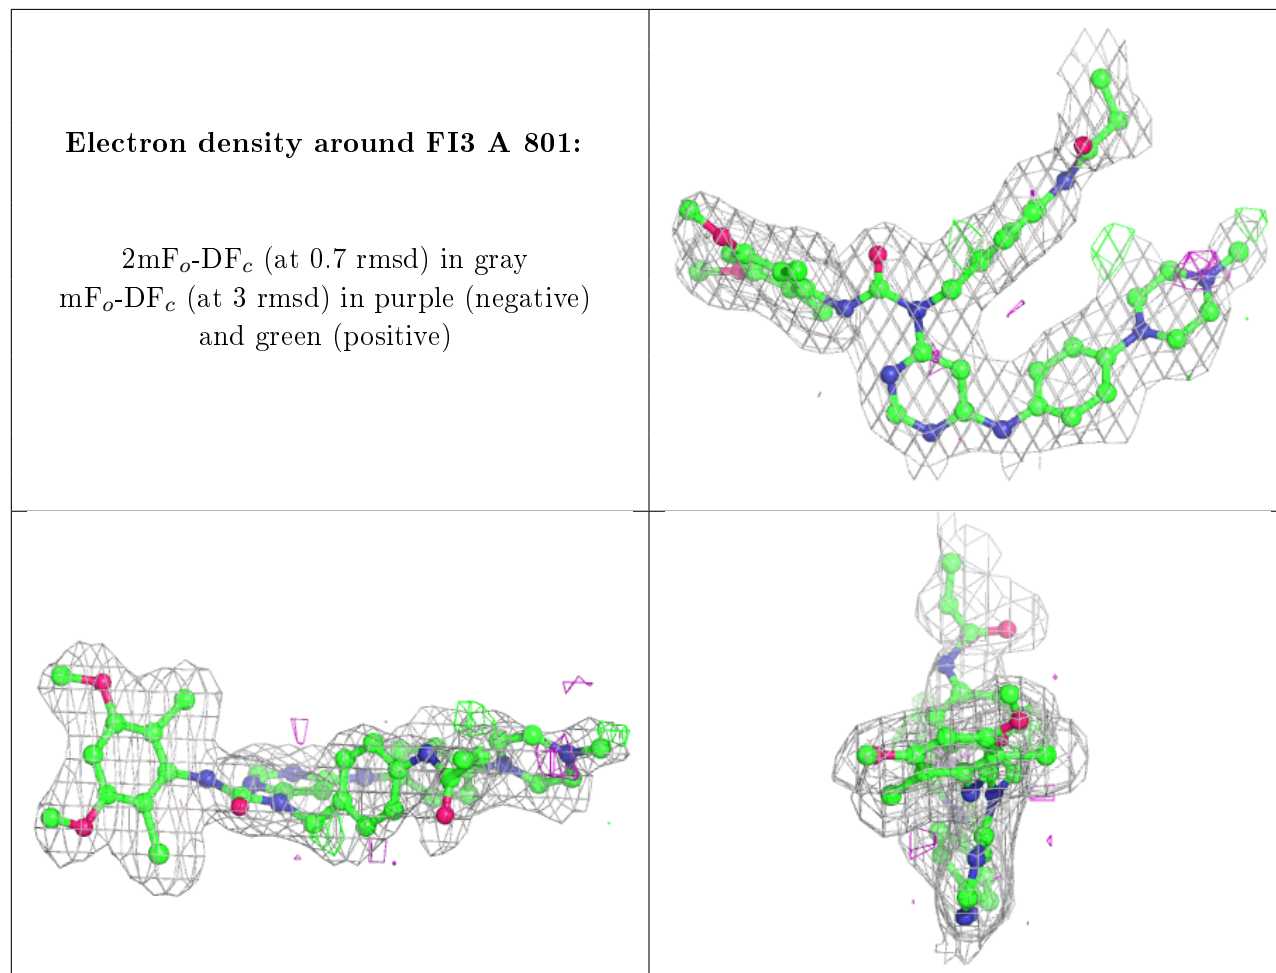 Electron density around FI3 A 801:
2mFo-DFc (at 0.7 rmsd) in gray
mFo-DFc (at 3 rmsd) in purple (negative)
and green (positive)